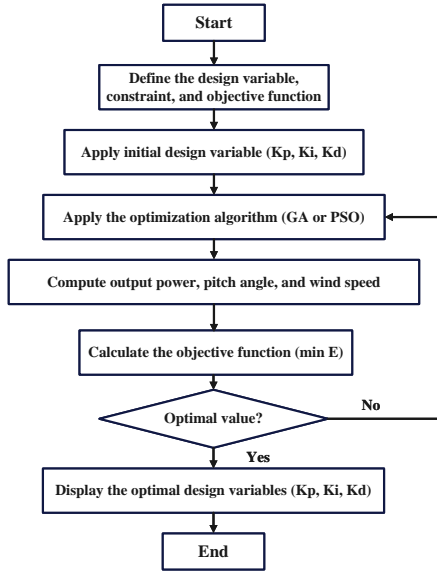 Start
Define the design variable,
constraint, and objective function
Apply initial design variable (Kp, Ki, Kd)
Apply the optimization algorithm (GA or PSO)
Compute output power, pitch angle, and wind speed
Calculate the objective function (min E)
Optimal value?
No
Yes
Display the optimal design variables (Kp, Ki, Kd)
End